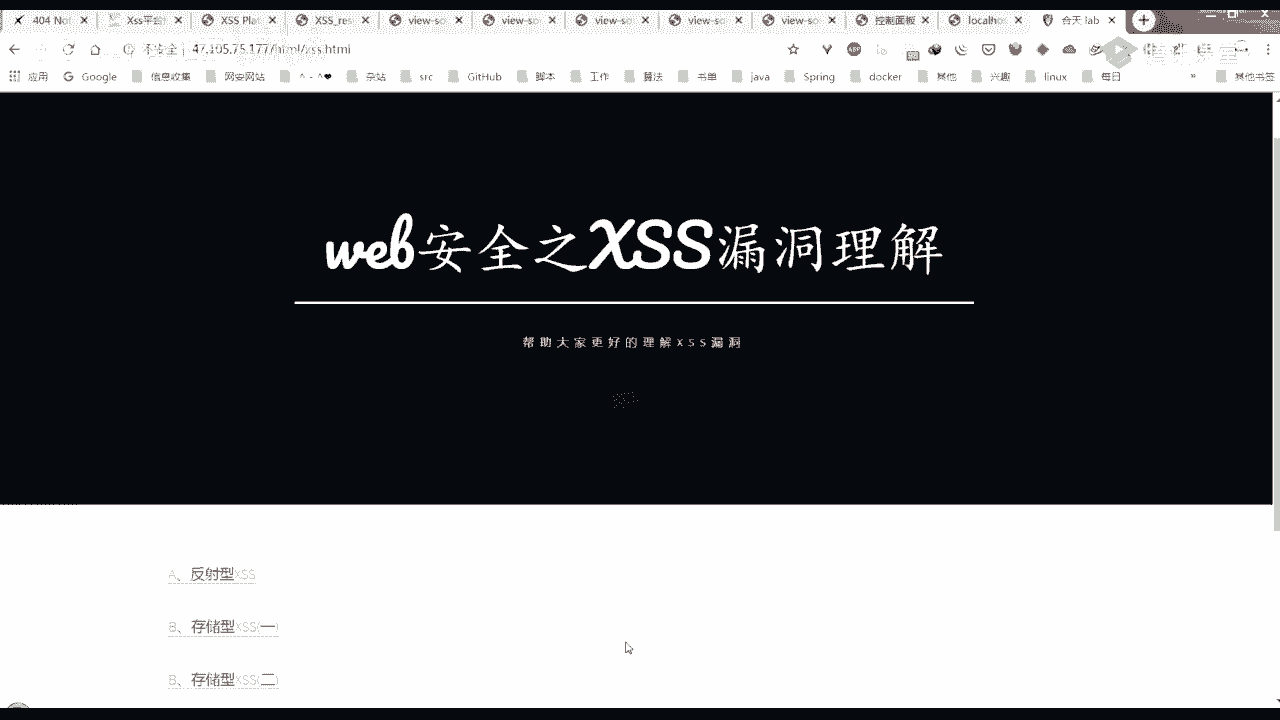 404 No
Xss平台
XSS Pla
XSS_res
view-so
view-so
view-so
view-so
view-so
控制面板
localhos
合天 lab
不安全
47.105.75.177/html/xss.html
应用
Google
信息收集
网安网站
^ - ^❤
杂站
src
GitHub
脚本
工作
算法
书单
java
Spring
docker
其他
兴趣
linux
每日
»
其他书签
web安全之XSS漏洞理解
帮助大家更好的理解XSS漏洞
A、反射型XSS
B、存储型XSS(一)
B、存储型XSS(二)